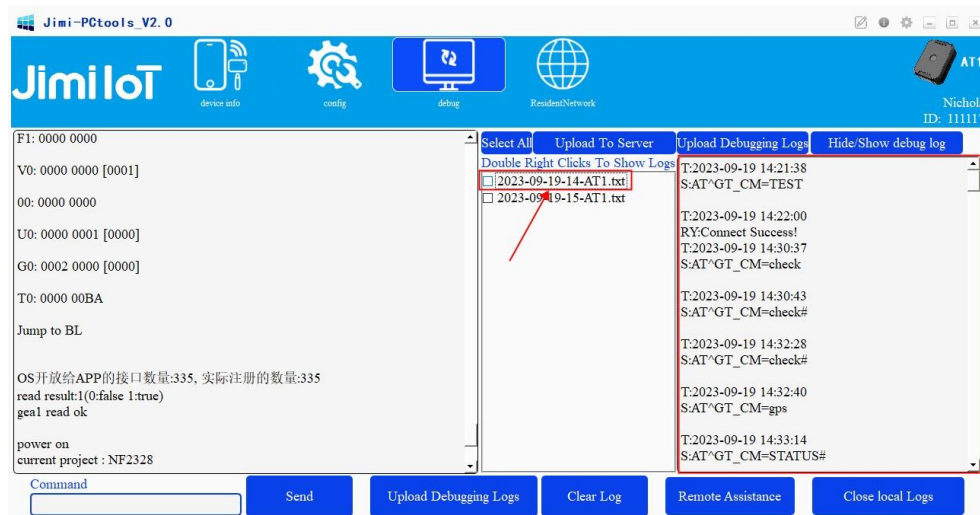 Jimi-PCtools_V2.0
Jimi IoT
device info
config
debug
ResidentNetwork
AT1
Nichol
ID: 11111
F1: 0000 0000
V0: 0000 0000 [0001]
00: 0000 0000
U0: 0000 0001 [0000]
G0: 0002 0000 [0000]
T0: 0000 00BA
Jump to BL
OS开放给APP的接口数量:335, 实际注册的数量:335
read result:1(0:false 1:true)
gea1 read ok
power on
current project : NF2328
Select All
Upload To Server
Double Right Clicks To Show Logs
2023-09-19-14-AT1.txt
2023-09-19-15-AT1.txt
Upload Debugging Logs
Hide/Show debug log
T:2023-09-19 14:21:38
S:AT^GT_CM=TEST
T:2023-09-19 14:22:00
RY:Connect Success!
T:2023-09-19 14:30:37
S:AT^GT_CM=check
T:2023-09-19 14:30:43
S:AT^GT_CM=check#
T:2023-09-19 14:32:28
S:AT^GT_CM=check#
T:2023-09-19 14:32:40
S:AT^GT_CM=gps
T:2023-09-19 14:33:14
S:AT^GT_CM=STATUS#
Command
Send
Upload Debugging Logs
Clear Log
Remote Assistance
Close local Logs